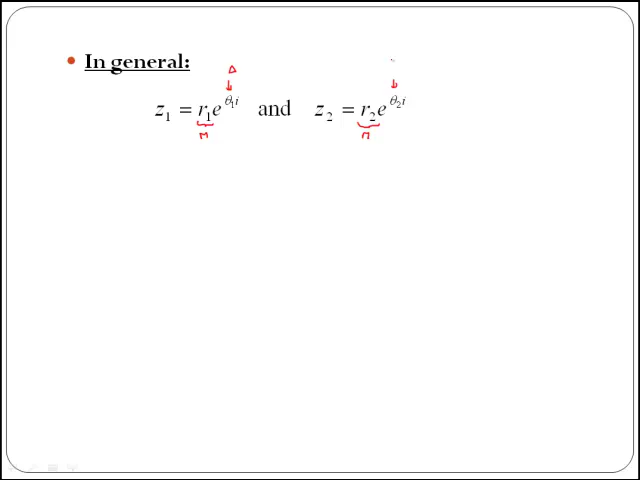 • In general:
A
z₁ = r₁e^θ₁i and z₂ = r₂e^θ₂i
M M